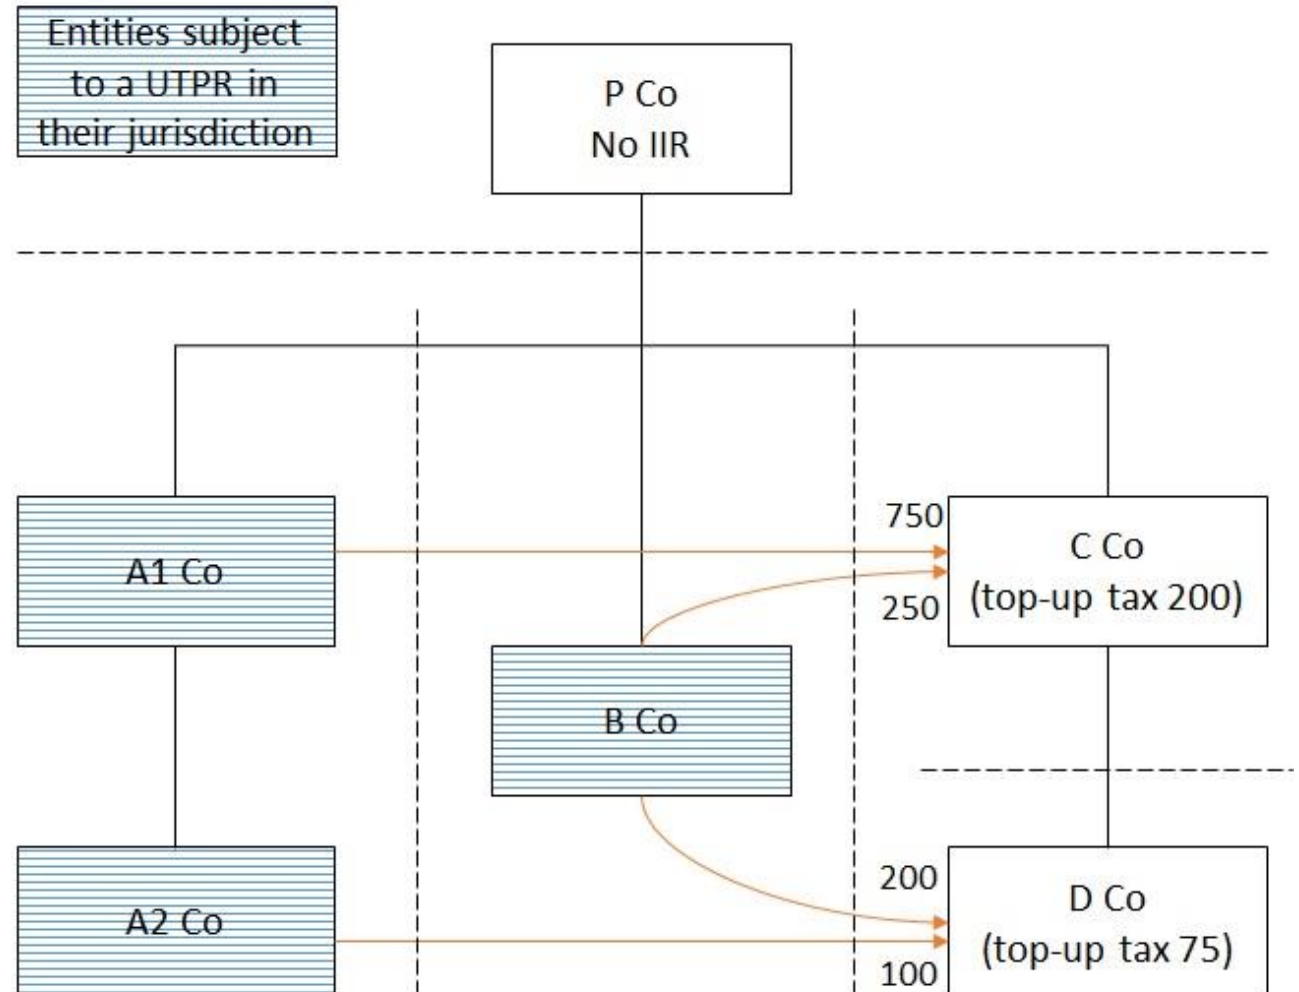 Entities subject
to a UTPR in
their jurisdiction
P Co
No IIR
A1 Co
750
250
C Co
(top-up tax 200)
B Co
A2 Co
200
100
D Co
(top-up tax 75)